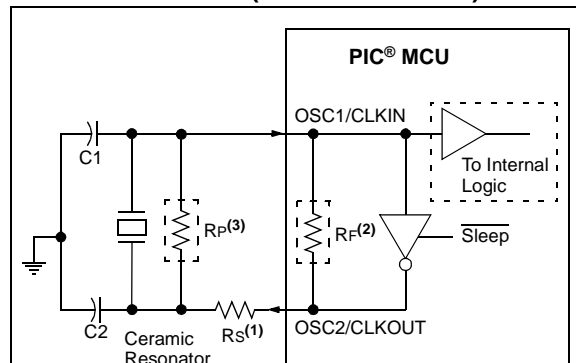 PIC® MCU
OSC1/CLKIN
C1
To Internal
Logic
RP(3)
RF(2)
Sleep
C2
Ceramic
Resonator
RS(1)
OSC2/CLKOUT